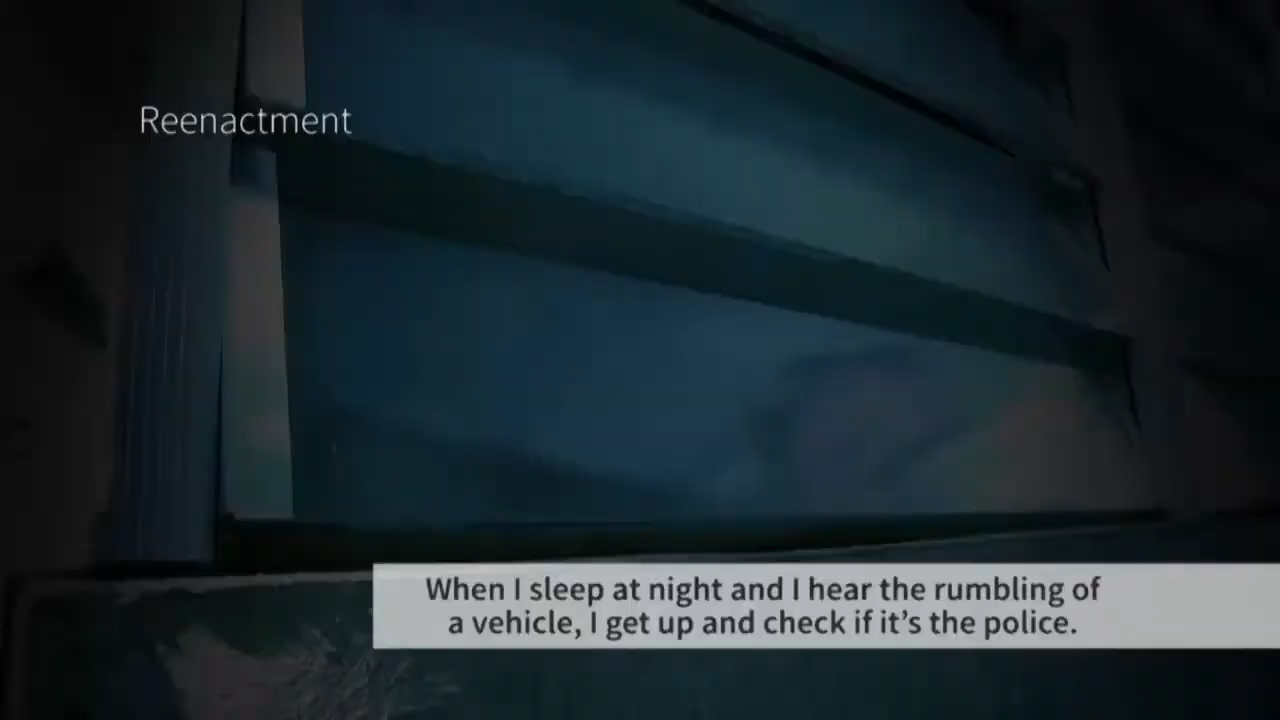 Reenactment
When I sleep at night and I hear the rumbling of
a vehicle, I get up and check if it’s the police.